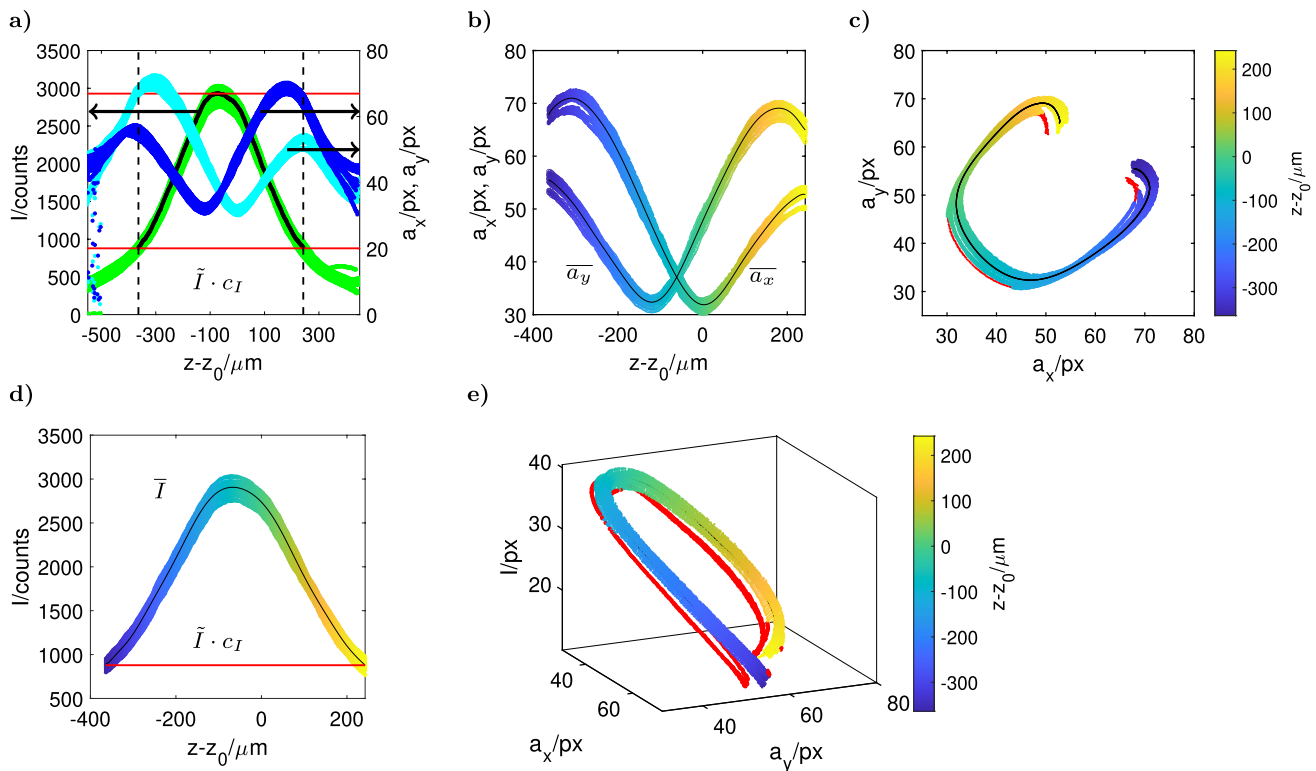 a)
3500
3000
2500
2000
1500
1000
500
0
I/counts
80
60
40
20
0
a_x/px, a_y/px
Ĩ · c_I
-500 -300 -100 100 300
z-z_0/μm
b)
80
70
60
50
40
30
a_x/px, a_y/px
a̅_y̅
a̅_x̅
-400 -200 0 200
z-z_0/μm
c)
80
70
60
50
40
30
a_y/px
30 40 50 60 70 80
a_x/px
200
100
0
-100
-200
-300
z-z_0/μm
d)
3500
3000
2500
2000
1500
1000
500
I/counts
I̅
Ĩ · c_I
-400 -200 0 200
z-z_0/μm
e)
40
30
20
I/px
40
60
a_x/px
40
60
80
a_y/px
200
100
0
-100
-200
-300
z-z_0/μm